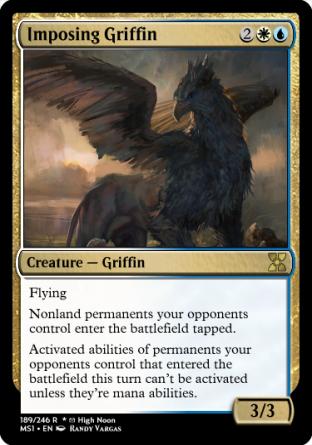 Imposing Griffin 2
Creature — Griffin
Flying
Nonland permanents your opponents
control enter the battlefield tapped.
Activated abilities of permanents your
opponents control that entered the
battlefield this turn can't be activated
unless they're mana abilities.
3/3
189/246 R * High Noon
MS1 • EN RANDY VARGAS